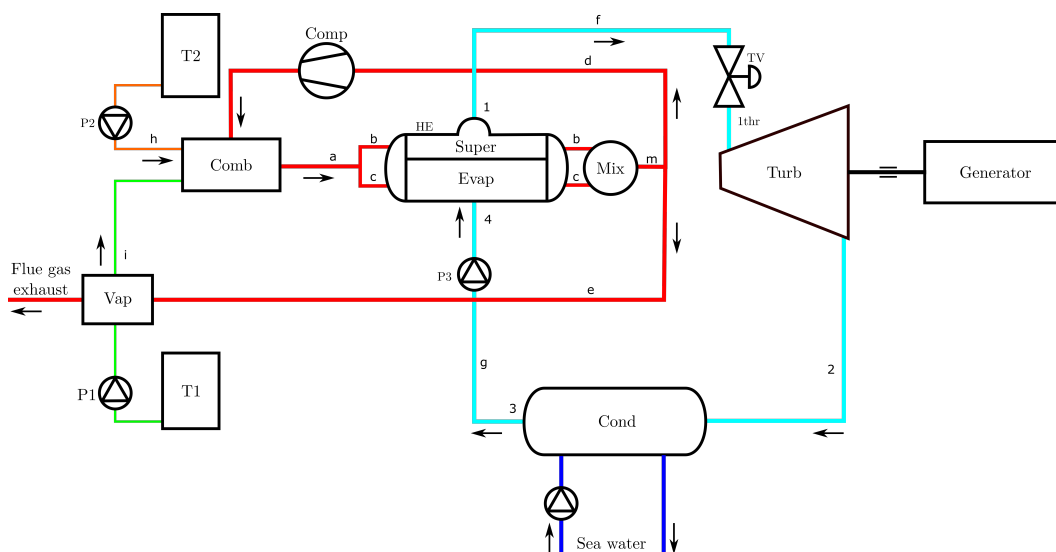 f
T2
Comp
TV
d
P2
1
1thr
HE
b
b
h
Super
m
Comb
a
Mix
Turb
Generator
Evap
c
c
4
i
Flue gas
exhaust
P3
Vap
e
g
2
P1
T1
3
Cond
Sea water